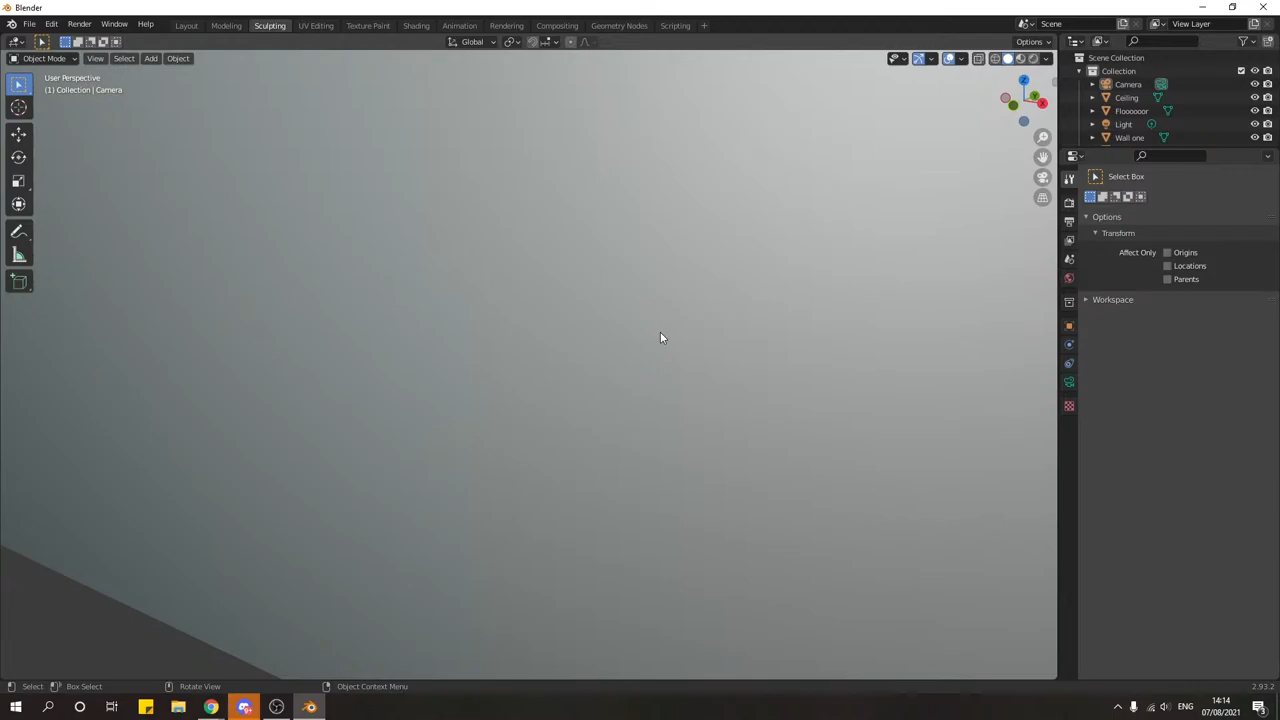 Blender
File Edit Render Window Help Layout Modeling Sculpting UV Editing Texture Paint Shading Animation Rendering Compositing Geometry Nodes Scripting + Scene View Layer
Global Options
Object Mode View Select Add Object
Scene Collection
Collection
Camera
Ceiling
Flooooor
Light
Wall one
User Perspective
(1) Collection | Camera
Z
Y
X
Select Box
Options
Transform
Affect Only Origins
Locations
Parents
Workspace
Select Box Select Rotate View Object Context Menu 2.93.2
ENG
14:14
07/08/2021